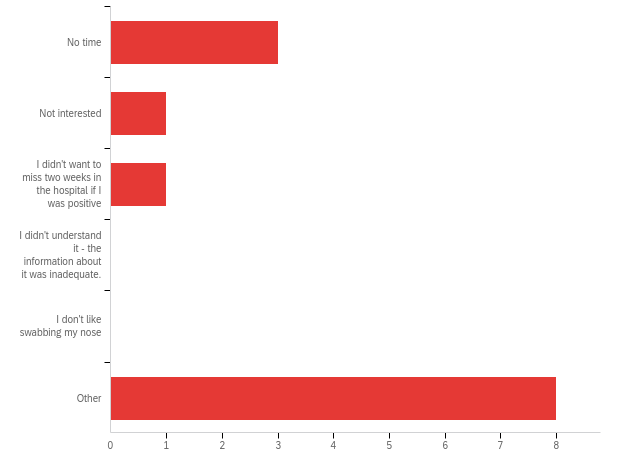 No time
Not interested
I didn't want to
miss two weeks in
the hospital if I
was positive
I didn't understand
it - the
information about
it was inadequate.
I don't like
swabbing my nose
Other
0 1 2 3 4 5 6 7 8